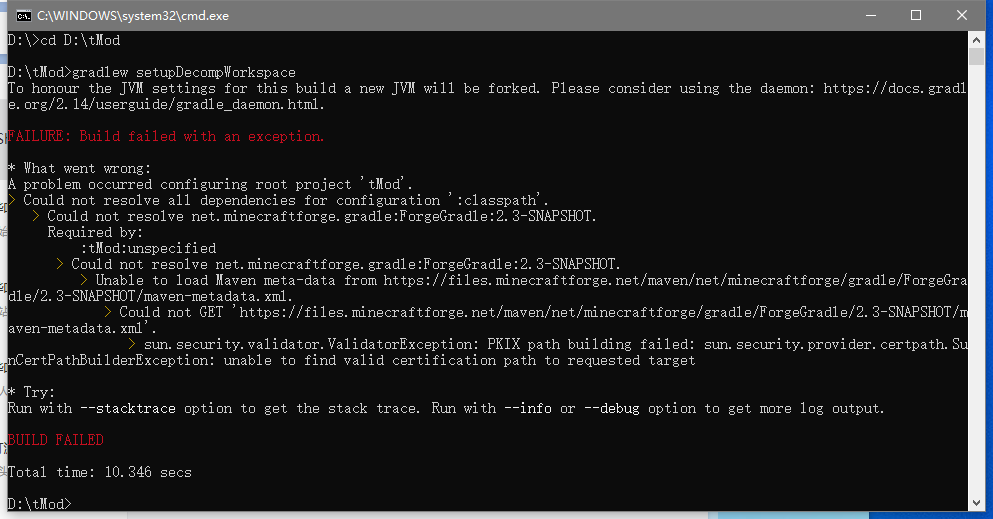 C:\WINDOWS\system32\cmd.exe
D:\>cd D:\tMod
D:\tMod>gradlew setupDecompWorkspace
To honour the JVM settings for this build a new JVM will be forked. Please consider using the daemon: https://docs.gradl
e.org/2.14/userguide/gradle_daemon.html.
FAILURE: Build failed with an exception.
* What went wrong:
A problem occurred configuring root project 'tMod'.
> Could not resolve all dependencies for configuration ':classpath'.
> Could not resolve net.minecraftforge.gradle:ForgeGradle:2.3-SNAPSHOT.
Required by:
:tMod:unspecified
> Could not resolve net.minecraftforge.gradle:ForgeGradle:2.3-SNAPSHOT.
> Unable to load Maven meta-data from https://files.minecraftforge.net/maven/net/minecraftforge/gradle/ForgeGra
dle/2.3-SNAPSHOT/maven-metadata.xml.
> Could not GET 'https://files.minecraftforge.net/maven/net/minecraftforge/gradle/ForgeGradle/2.3-SNAPSHOT/m
aven-metadata.xml'.
> sun.security.validator.ValidatorException: PKIX path building failed: sun.security.provider.certpath.Su
nCertPathBuilderException: unable to find valid certification path to requested target
* Try:
Run with --stacktrace option to get the stack trace. Run with --info or --debug option to get more log output.
BUILD FAILED
Total time: 10.346 secs
D:\tMod>